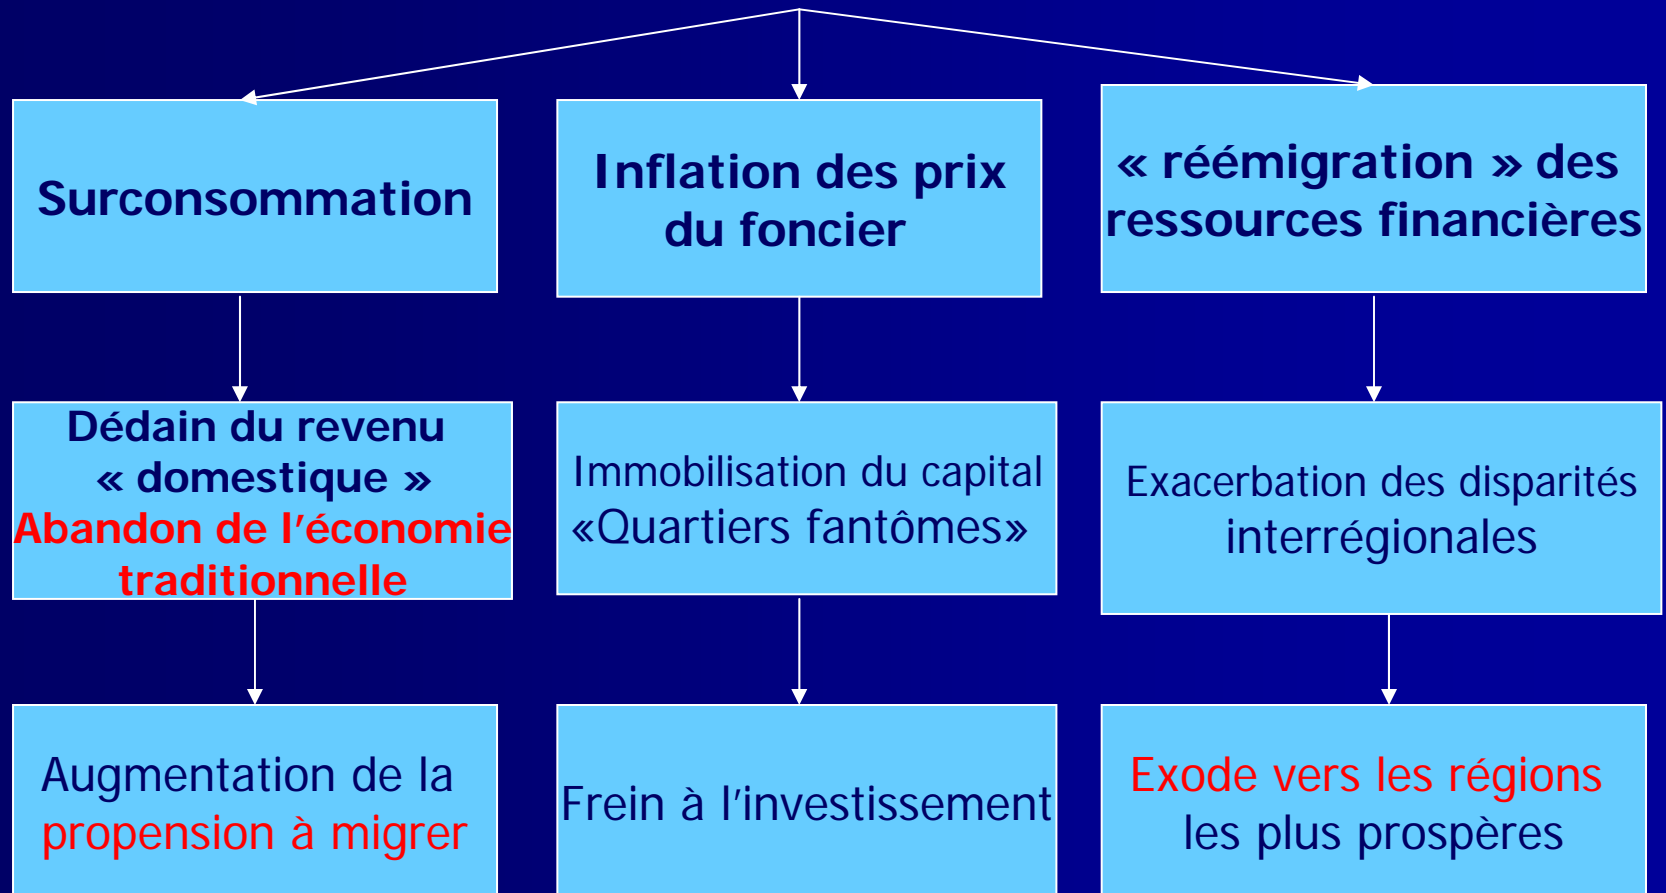 Surconsommation
Inflation des prix
du foncier
« réémigration » des
ressources financières
Dédain du revenu
« domestique »
Abandon de l’économie
traditionnelle
Immobilisation du capital
«Quartiers fantômes»
Exacerbation des disparités
interrégionales
Augmentation de la
propension à migrer
Frein à l’investissement
Exode vers les régions
les plus prospères